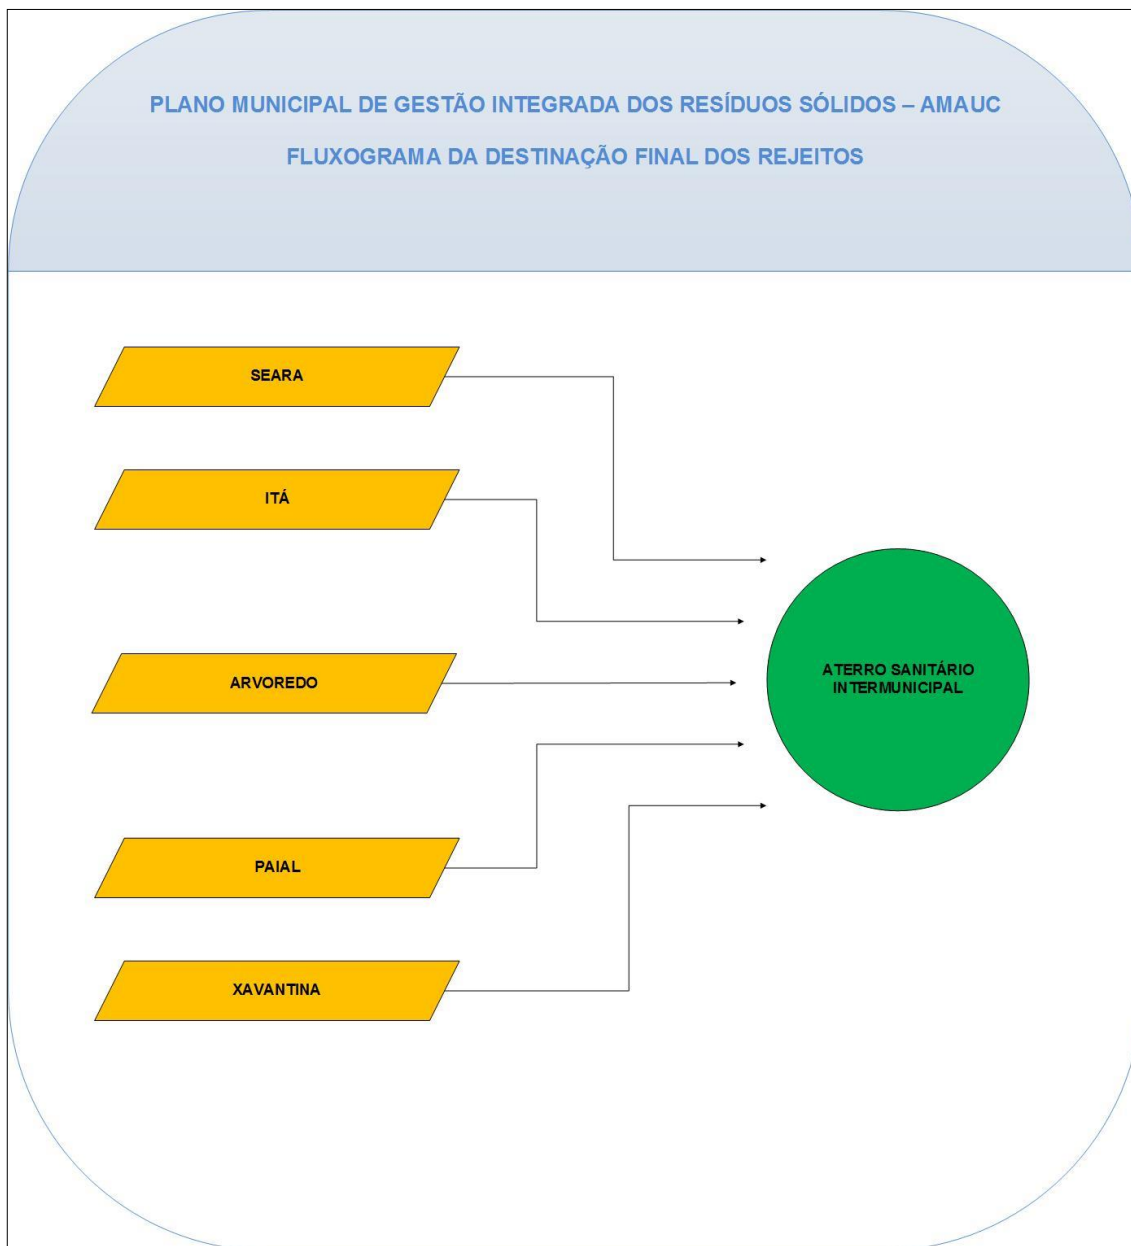 PLANO MUNICIPAL DE GESTÃO INTEGRADA DOS RESÍDUOS SÓLIDOS – AMAUC
FLUXOGRAMA DA DESTINAÇÃO FINAL DOS REJEITOS
SEARA
ITÁ
ARVOREDO
ATERRO SANITÁRIO
INTERMUNICIPAL
PAIAL
XAVANTINA